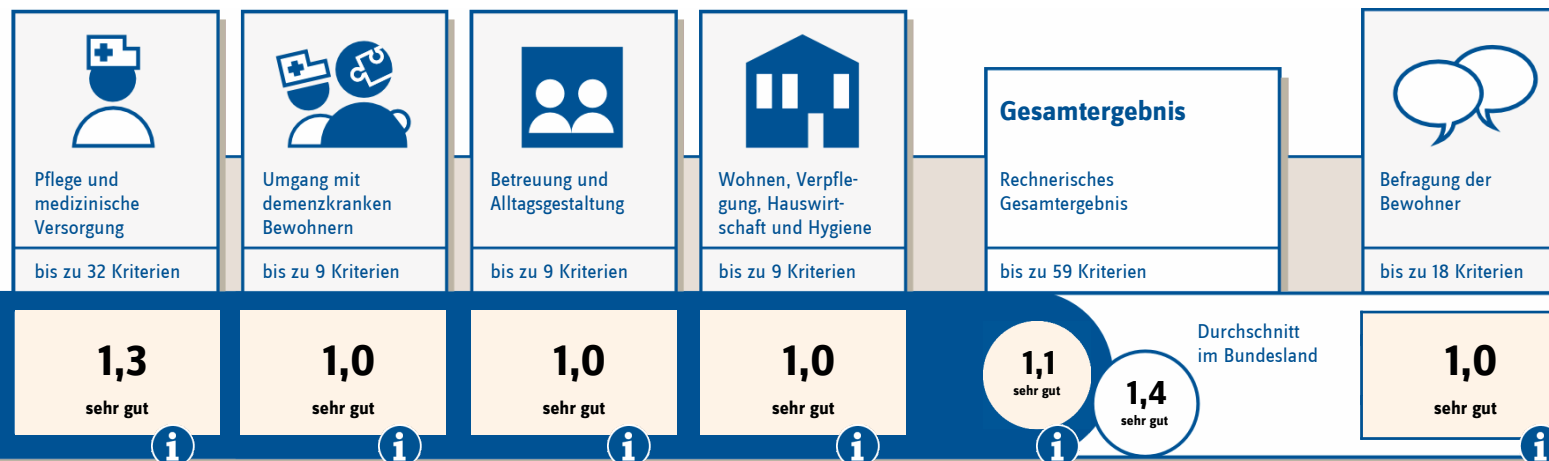 Pflege und
medizinische
Versorgung
bis zu 32 Kriterien
1,3
sehr gut
i
Umgang mit
demenzkranken
Bewohnern
bis zu 9 Kriterien
1,0
sehr gut
i
Betreuung und
Alltagsgestaltung
bis zu 9 Kriterien
1,0
sehr gut
i
Wohnen, Verpfle-
gung, Hauswirt-
schaft und Hygiene
bis zu 9 Kriterien
1,0
sehr gut
i
Gesamtergebnis
Rechnerisches
Gesamtergebnis
bis zu 59 Kriterien
1,1
sehr gut
i
Durchschnitt
im Bundesland
1,4
sehr gut
Befragung der
Bewohner
bis zu 18 Kriterien
1,0
sehr gut
i